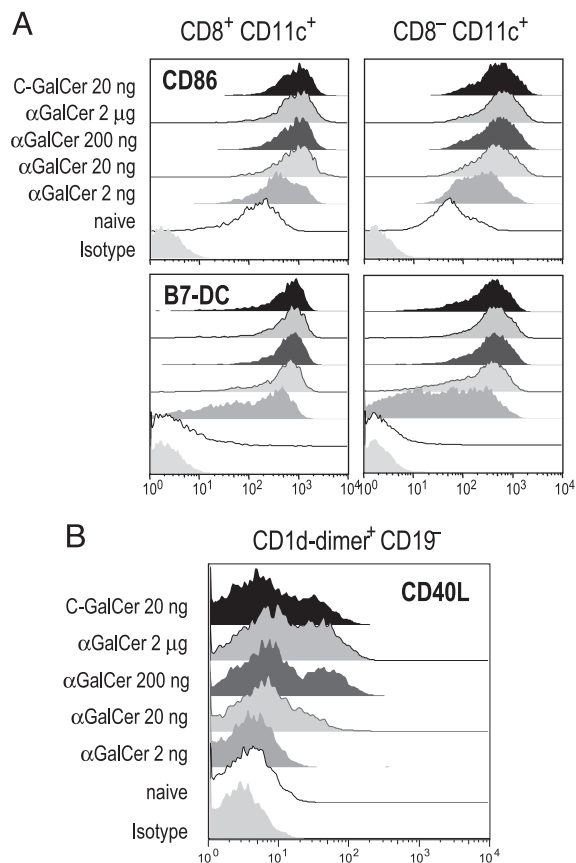 A
CD8⁺ CD11c⁺
CD8⁻ CD11c⁺
CD86
C-GalCer 20 ng
αGalCer 2 μg
αGalCer 200 ng
αGalCer 20 ng
αGalCer 2 ng
naive
Isotype
B7-DC
10⁰ 10¹ 10² 10³ 10⁴
10⁰ 10¹ 10² 10³ 10⁴
B
CD1d-dimer⁺ CD19⁻
CD40L
C-GalCer 20 ng
αGalCer 2 μg
αGalCer 200 ng
αGalCer 20 ng
αGalCer 2 ng
naive
Isotype
10⁰ 10¹ 10² 10³ 10⁴